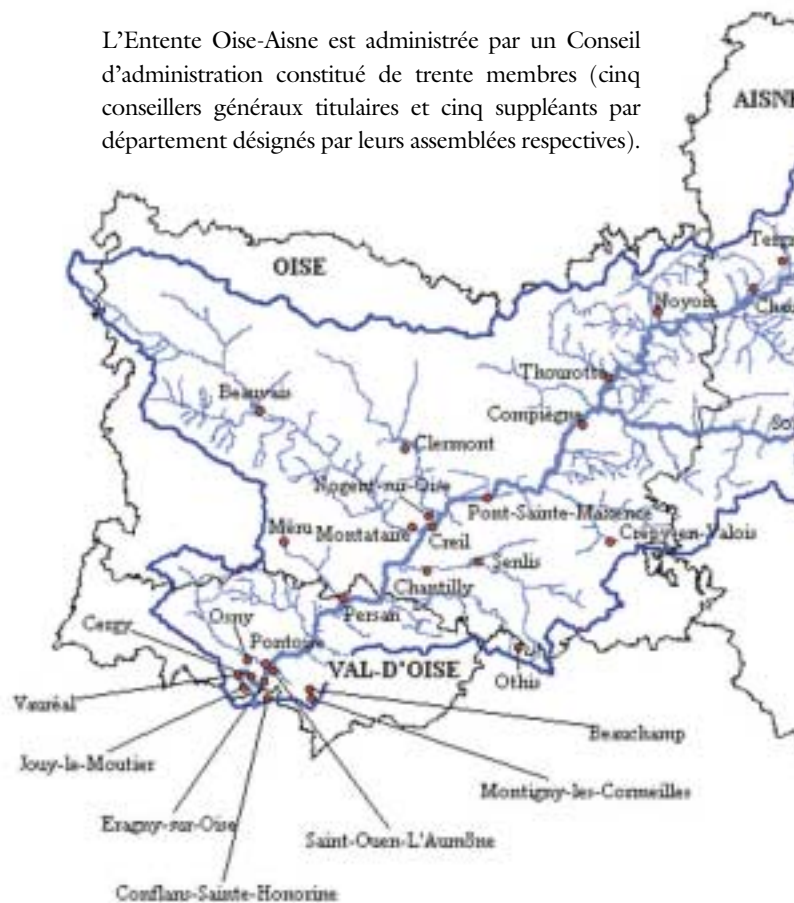 L’Entente Oise-Aisne est administrée par un Conseil
d’administration constitué de trente membres (cinq
conseillers généraux titulaires et cinq suppléants par
département désignés par leurs assemblées respectives).
OISE
Noyon
Thourotte
Beauvais
Compiègne
Clermont
Nogent-sur-Oise
Pont-Sainte-Maxence
Méru
Montataire
Creil
Crépy-en-Valois
Senlis
Chantilly
Persan
Osny
Cergy
Pontoise
VAL-D'OISE
Othis
Vauréal
Beauchamp
Jouy-le-Moutier
Montigny-les-Cormeilles
Eragny-sur-Oise
Saint-Ouen-L'Aumône
Conflans-Sainte-Honorine